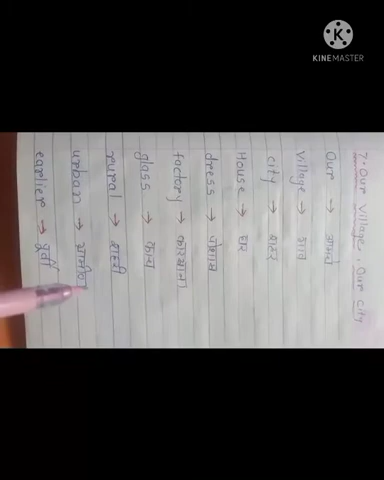 KINEMASTER
7. Our Village, Our city
Our → आमचे
Village → गाव
city → शहर
House → घर
dress → पोशाख
factory → कारखाना
glass → काच
rural → शहरी
urban → ग्रामीण
earlier → पूर्वी